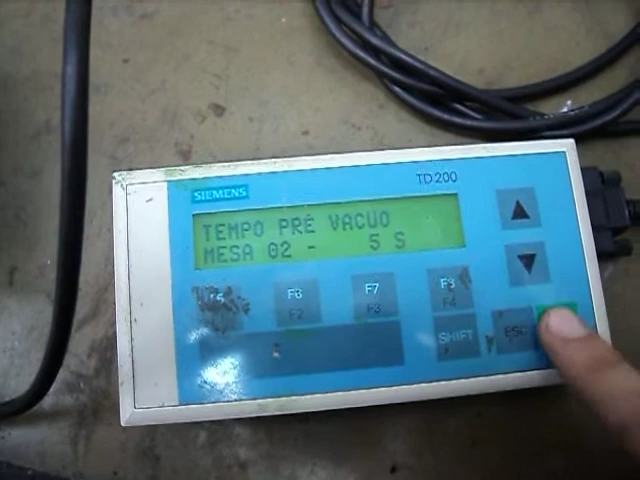 SIEMENS
TD200
TEMPO PRÉ VACUO
MESA 02 - 5 S
F6
F7
F8
F2
F3
F4
SHIFT
ESC